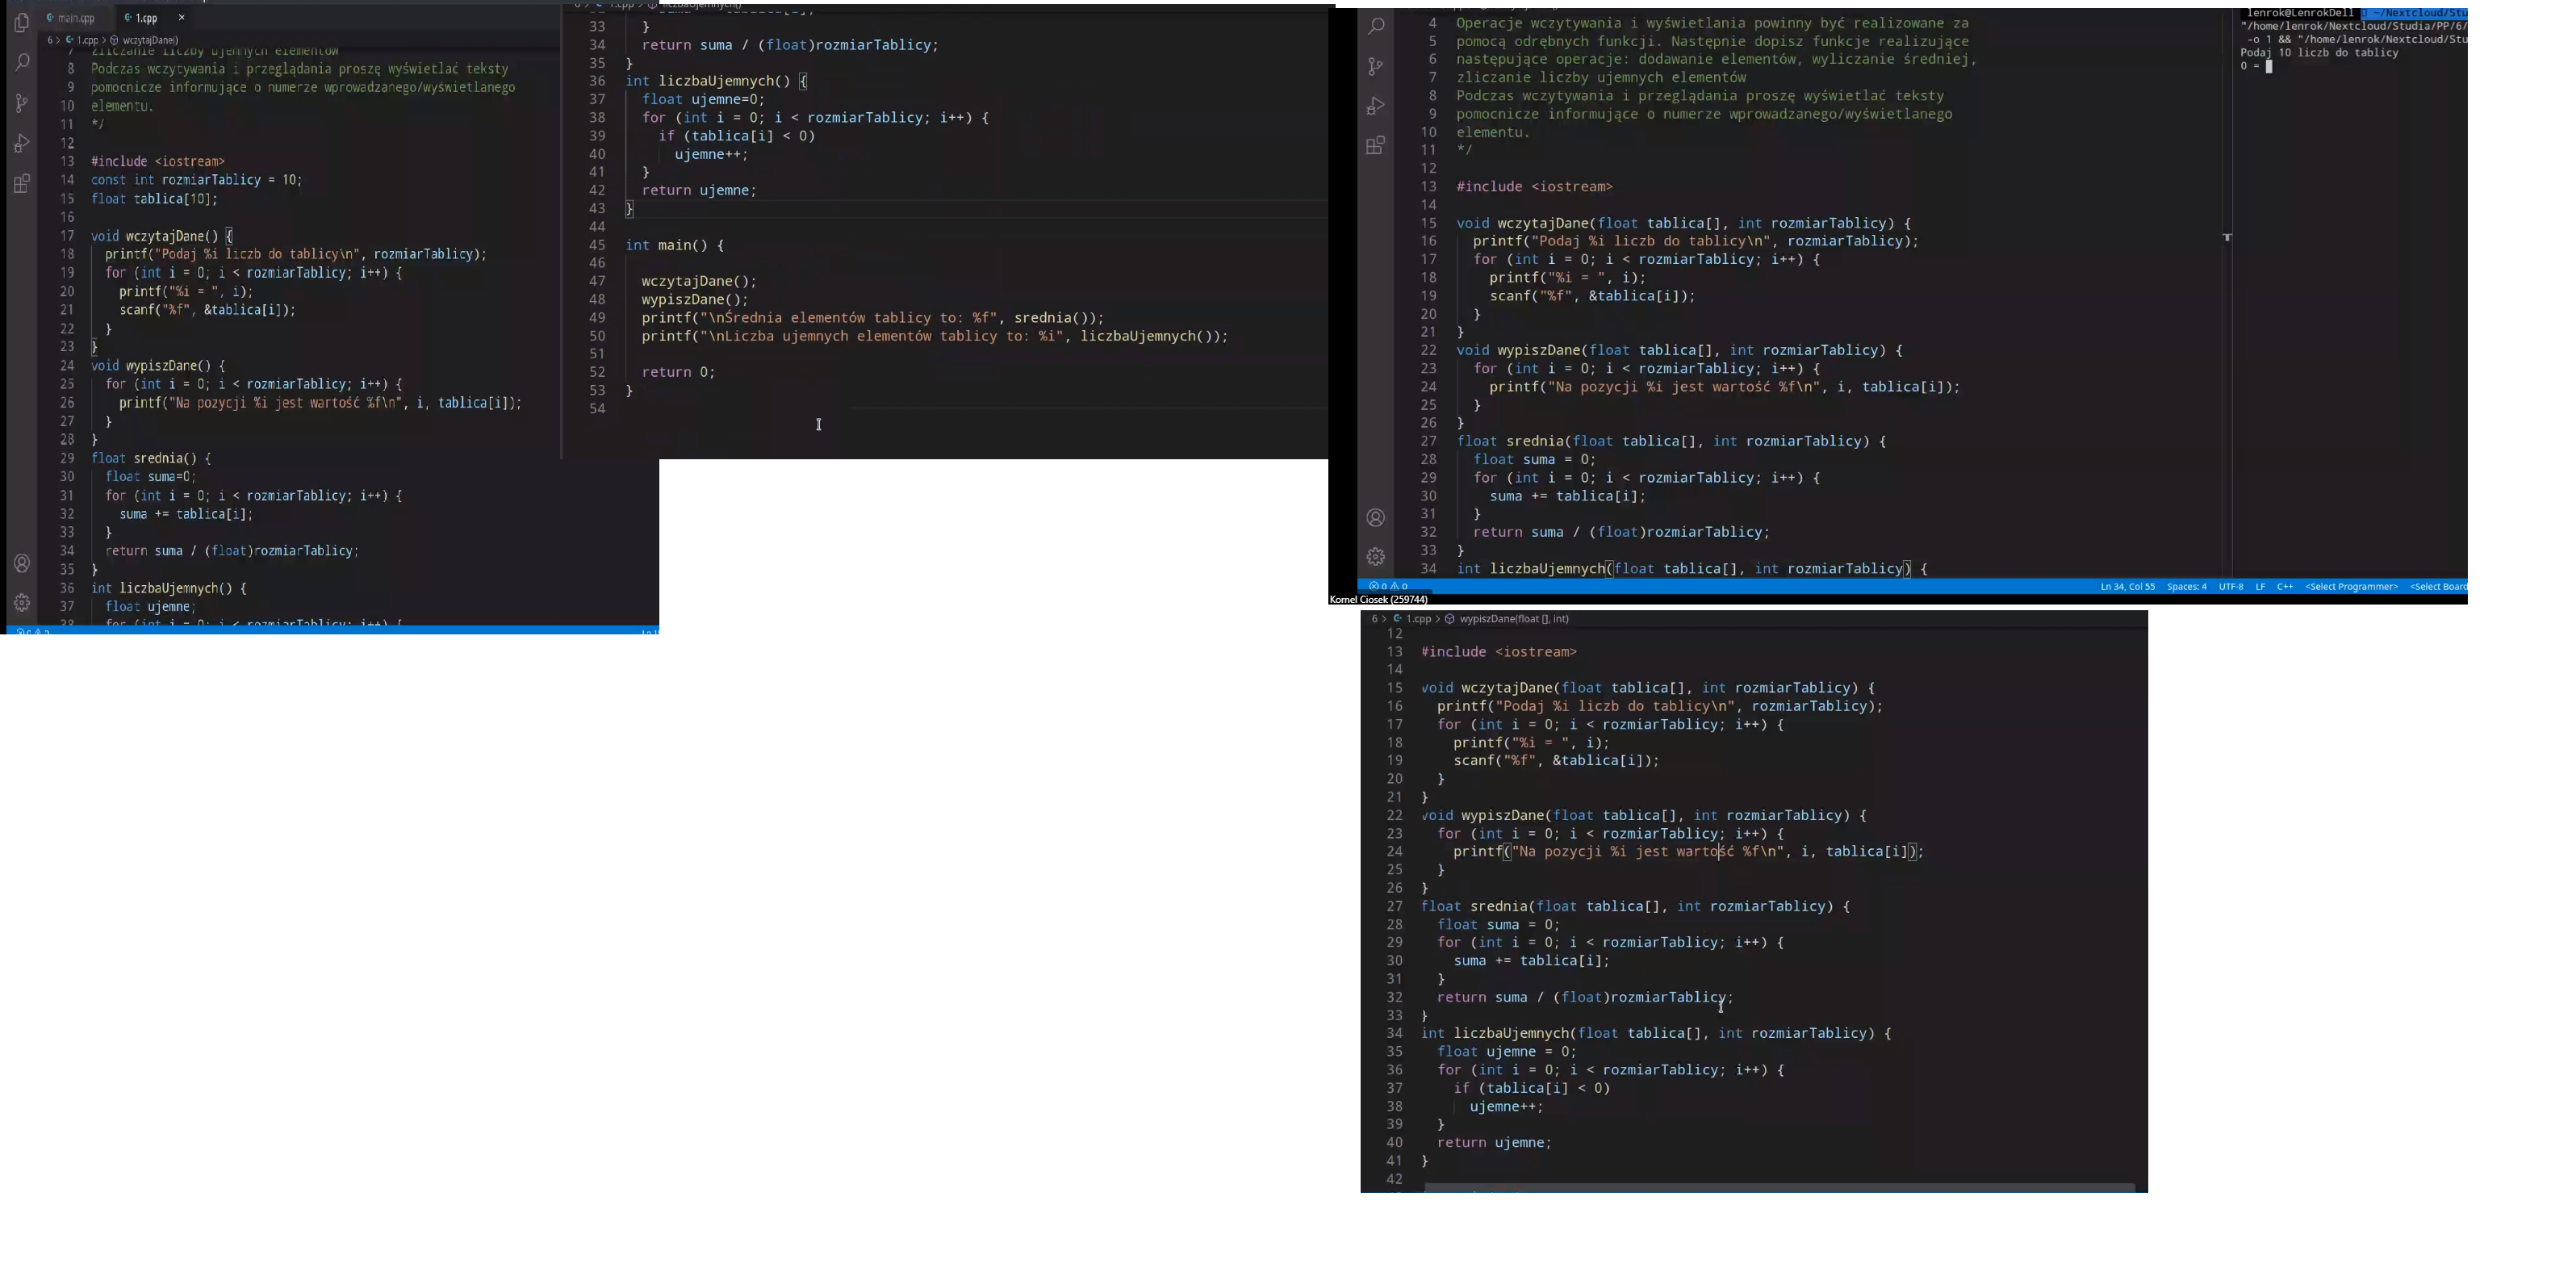 main.cpp
1.cpp
6 > 1.cpp > wczytajDane()
7 zliczanie liczby ujemnych elementów
8 Podczas wczytywania i przeglądania proszę wyświetlać teksty
9 pomocnicze informujące o numerze wprowadzanego/wyświetlanego
10 elementu.
11 */
12
13 #include <iostream>
14 const int rozmiarTablicy = 10;
15 float tablica[10];
16
17 void wczytajDane() {
18 printf("Podaj %i liczb do tablicy\n", rozmiarTablicy);
19 for (int i = 0; i < rozmiarTablicy; i++) {
20 printf("%i = ", i);
21 scanf("%f", &tablica[i]);
22 }
23 }
24 void wypiszDane() {
25 for (int i = 0; i < rozmiarTablicy; i++) {
26 printf("Na pozycji %i jest wartość %f\n", i, tablica[i]);
27 }
28 }
29 float srednia() {
30 float suma=0;
31 for (int i = 0; i < rozmiarTablicy; i++) {
32 suma += tablica[i];
33 }
34 return suma / (float)rozmiarTablicy;
35 }
36 int liczbaUjemnych() {
37 float ujemne;
38 for (int i = 0; i < rozmiarTablicy; i++) {
6 > 1.cpp > liczbaUjemnych()
33 }
34 return suma / (float)rozmiarTablicy;
35 }
36 int liczbaUjemnych() {
37 float ujemne=0;
38 for (int i = 0; i < rozmiarTablicy; i++) {
39 if (tablica[i] < 0)
40 ujemne++;
41 }
42 return ujemne;
43 }
44
45 int main() {
46
47 wczytajDane();
48 wypiszDane();
49 printf("\nŚrednia elementów tablicy to: %f", srednia());
50 printf("\nLiczba ujemnych elementów tablicy to: %i", liczbaUjemnych());
51
52 return 0;
53 }
54
4 Operacje wczytywania i wyświetlania powinny być realizowane za
5 pomocą odrębnych funkcji. Następnie dopisz funkcje realizujące
6 następujące operacje: dodawanie elementów, wyliczanie średniej,
7 zliczanie liczby ujemnych elementów
8 Podczas wczytywania i przeglądania proszę wyświetlać teksty
9 pomocnicze informujące o numerze wprowadzanego/wyświetlanego
10 elementu.
11 */
12
13 #include <iostream>
14
15 void wczytajDane(float tablica[], int rozmiarTablicy) {
16 printf("Podaj %i liczb do tablicy\n", rozmiarTablicy);
17 for (int i = 0; i < rozmiarTablicy; i++) {
18 printf("%i = ", i);
19 scanf("%f", &tablica[i]);
20 }
21 }
22 void wypiszDane(float tablica[], int rozmiarTablicy) {
23 for (int i = 0; i < rozmiarTablicy; i++) {
24 printf("Na pozycji %i jest wartość %f\n", i, tablica[i]);
25 }
26 }
27 float srednia(float tablica[], int rozmiarTablicy) {
28 float suma = 0;
29 for (int i = 0; i < rozmiarTablicy; i++) {
30 suma += tablica[i];
31 }
32 return suma / (float)rozmiarTablicy;
33 }
34 int liczbaUjemnych(float tablica[], int rozmiarTablicy) {
0 0 Ln 34, Col 55 Spaces: 4 UTF-8 LF C++ <Select Programmer> <Select Board
Kornel Ciosek (259744)
lenrok@LenrokDell ~/Nextcloud/Stu
"/home/lenrok/Nextcloud/Studia/PP/6/
-o 1 && "/home/lenrok/Nextcloud/Stu
Podaj 10 liczb do tablicy
0 =
6 > 1.cpp > wypiszDane(float [], int)
12
13 #include <iostream>
14
15 void wczytajDane(float tablica[], int rozmiarTablicy) {
16 printf("Podaj %i liczb do tablicy\n", rozmiarTablicy);
17 for (int i = 0; i < rozmiarTablicy; i++) {
18 printf("%i = ", i);
19 scanf("%f", &tablica[i]);
20 }
21 }
22 void wypiszDane(float tablica[], int rozmiarTablicy) {
23 for (int i = 0; i < rozmiarTablicy; i++) {
24 printf("Na pozycji %i jest wartość %f\n", i, tablica[i]);
25 }
26 }
27 float srednia(float tablica[], int rozmiarTablicy) {
28 float suma = 0;
29 for (int i = 0; i < rozmiarTablicy; i++) {
30 suma += tablica[i];
31 }
32 return suma / (float)rozmiarTablicy;
33 }
34 int liczbaUjemnych(float tablica[], int rozmiarTablicy) {
35 float ujemne = 0;
36 for (int i = 0; i < rozmiarTablicy; i++) {
37 if (tablica[i] < 0)
38 ujemne++;
39 }
40 return ujemne;
41 }
42